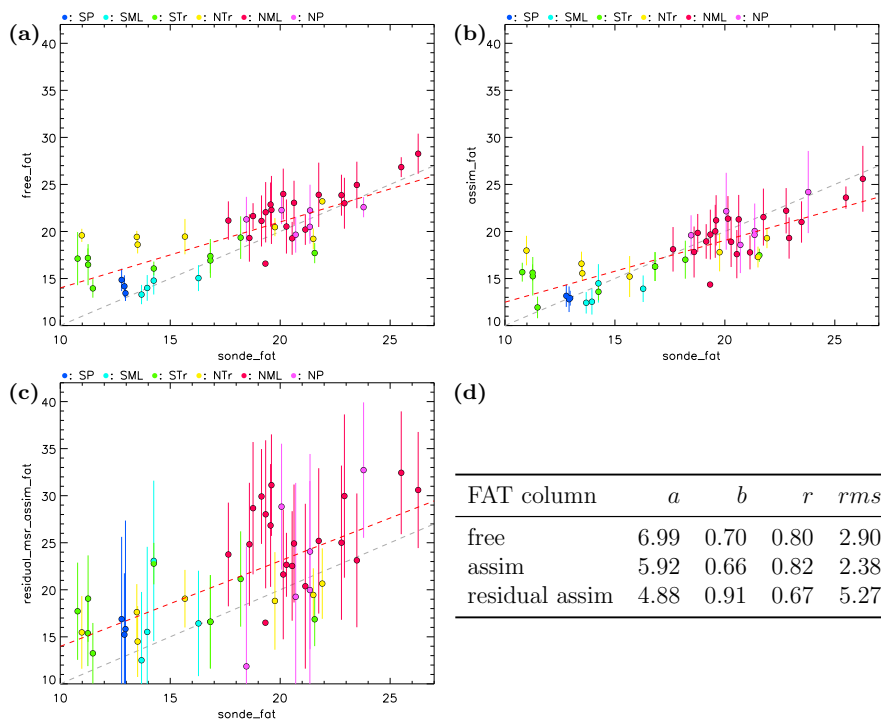 (a)
: SP : SML : STr : NTr : NML : NP
40
35
30
25
20
15
10
free_fat
10 15 20 25
sonde_fat
(b)
: SP : SML : STr : NTr : NML : NP
40
35
30
25
20
15
10
assim_fat
10 15 20 25
sonde_fat
(c)
: SP : SML : STr : NTr : NML : NP
40
35
30
25
20
15
10
residual_msr_assim_fat
10 15 20 25
sonde_fat
(d)
FAT column a b r rms
free 6.99 0.70 0.80 2.90
assim 5.92 0.66 0.82 2.38
residual assim 4.88 0.91 0.67 5.27